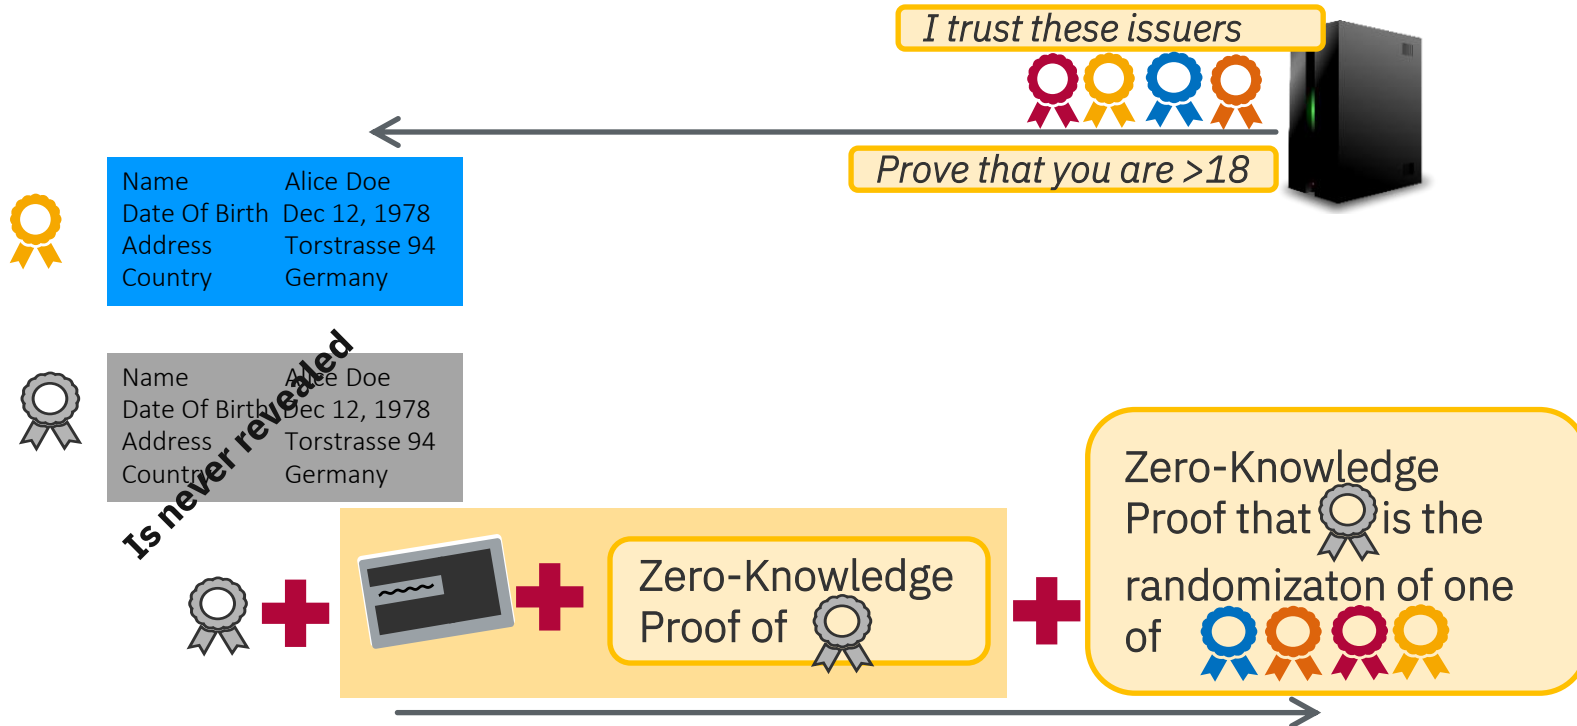 I trust these issuers
Prove that you are >18
Name Alice Doe
Date Of Birth Dec 12, 1978
Address Torstrasse 94
Country Germany
Name Alice Doe
Date Of Birth Dec 12, 1978
Address Torstrasse 94
Country Germany
Is never revealed
Zero-Knowledge
Proof of
Zero-Knowledge
Proof that is the
randomizaton of one
of